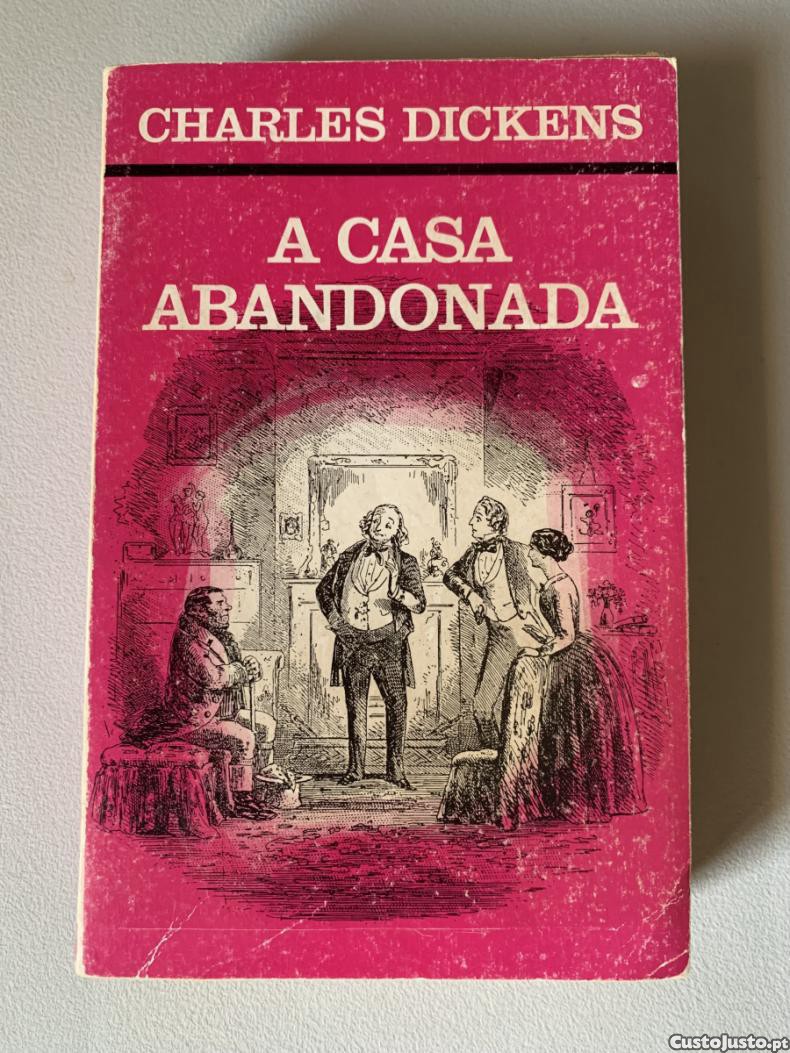 CHARLES DICKENS
A CASA
ABANDONADA
CustoJusto.pt